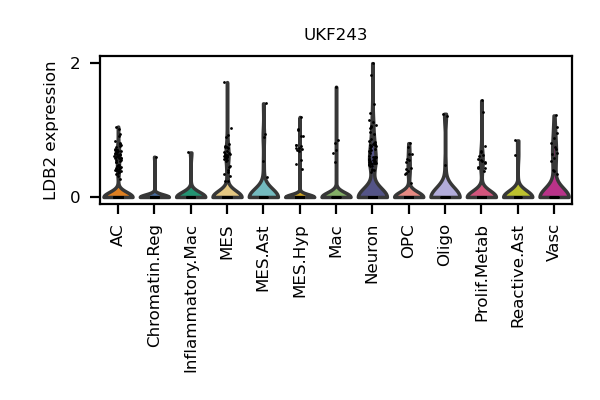 UKF243
LDB2 expression
2
0
AC
Chromatin.Reg
Inflammatory.Mac
MES
MES.Ast
MES.Hyp
Mac
Neuron
OPC
Oligo
Prolif.Metab
Reactive.Ast
Vasc